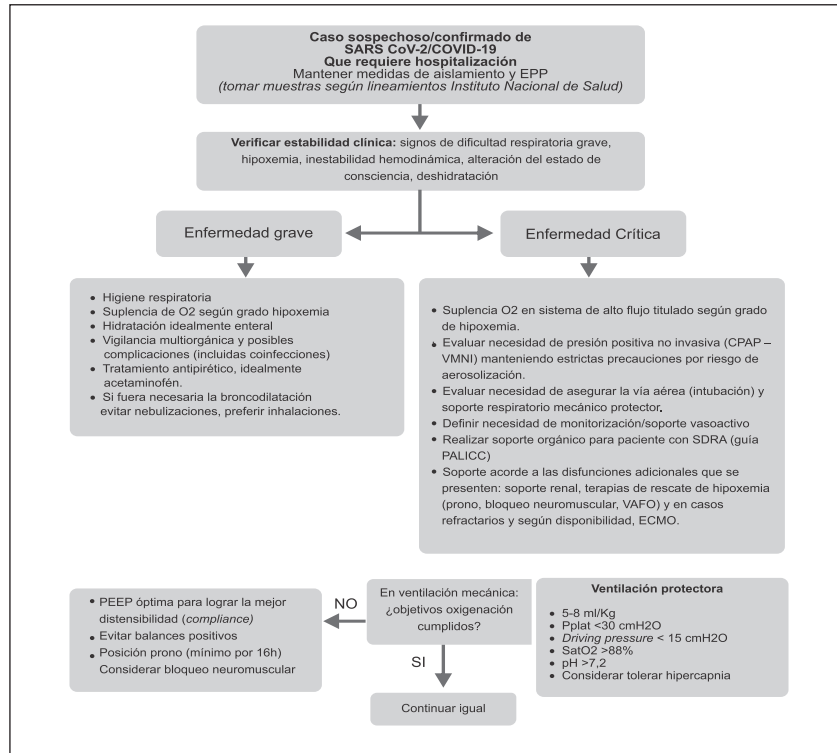 Caso sospechoso/confirmado de
SARS CoV-2/COVID-19
Que requiere hospitalización
Mantener medidas de aislamiento y EPP
(tomar muestras según lineamientos Instituto Nacional de Salud)
Verificar estabilidad clínica: signos de dificultad respiratoria grave,
hipoxemia, inestabilidad hemodinámica, alteración del estado de
consciencia, deshidratación
Enfermedad grave
• Higiene respiratoria
• Suplencia de O2 según grado hipoxemia
• Hidratación idealmente enteral
• Vigilancia multiorgánica y posibles
complicaciones (incluidas coinfecciones)
• Tratamiento antipirético, idealmente
acetaminofén.
• Si fuera necesaria la broncodilatación
evitar nebulizaciones, preferir inhalaciones.
Enfermedad Crítica
• Suplencia O2 en sistema de alto flujo titulado según grado
de hipoxemia.
• Evaluar necesidad de presión positiva no invasiva (CPAP –
VMNI) manteniendo estrictas precauciones por riesgo de
aerosolización.
• Evaluar necesidad de asegurar la vía aérea (intubación) y
soporte respiratorio mecánico protector.
• Definir necesidad de monitorización/soporte vasoactivo
• Realizar soporte orgánico para paciente con SDRA (guía
PALICC)
• Soporte acorde a las disfunciones adicionales que se
presenten: soporte renal, terapias de rescate de hipoxemia
(prono, bloqueo neuromuscular, VAFO) y en casos
refractarios y según disponibilidad, ECMO.
• PEEP óptima para lograr la mejor
distensibilidad (compliance)
• Evitar balances positivos
• Posición prono (mínimo por 16h)
Considerar bloqueo neuromuscular
NO
En ventilación mecánica:
¿objetivos oxigenación
cumplidos?
SI
Continuar igual
Ventilación protectora
• 5-8 ml/Kg
• Pplat <30 cmH2O
• Driving pressure < 15 cmH2O
• SatO2 >88%
• pH >7,2
• Considerar tolerar hipercapnia